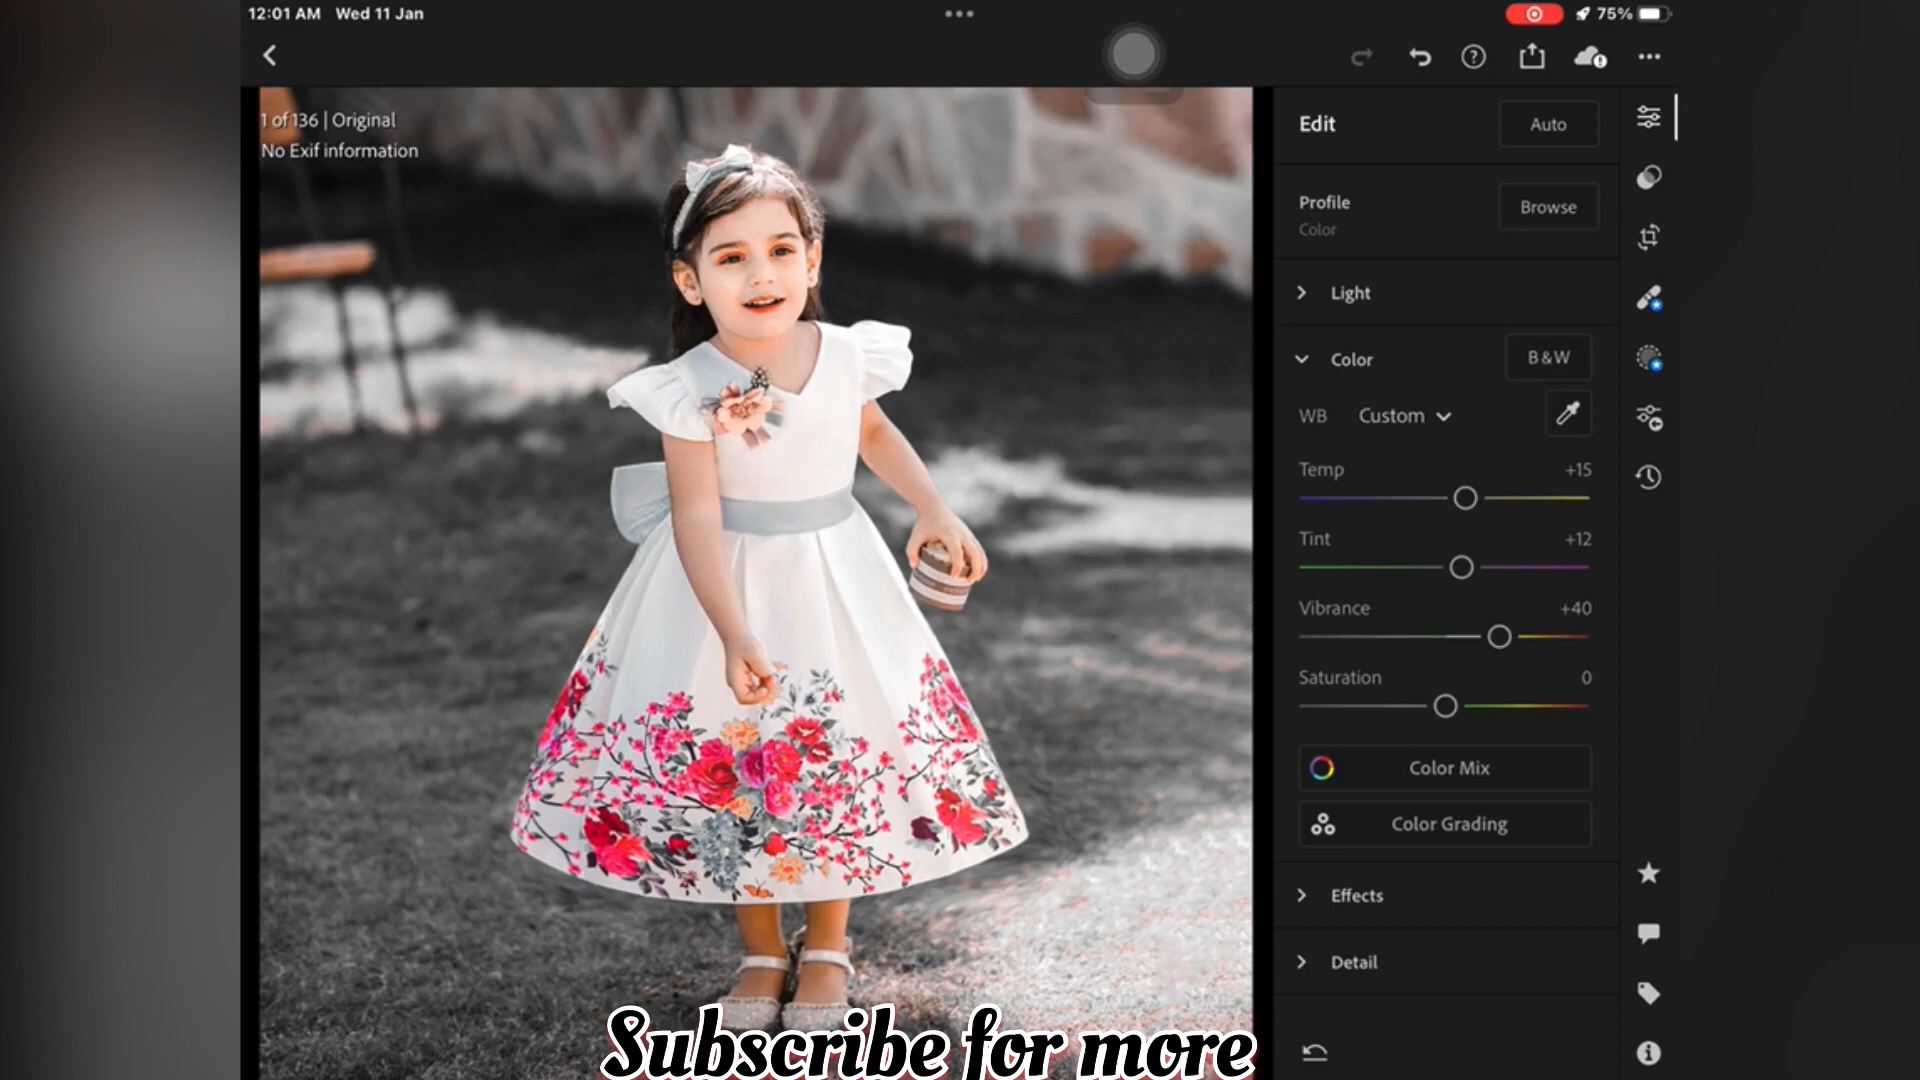 12:01 AM Wed 11 Jan
75%
1 of 136 | Original
No Exif information
Edit
Auto
Profile
Color
Browse
Light
Color
B&W
WB Custom
Temp +15
Tint +12
Vibrance +40
Saturation 0
Color Mix
Color Grading
Effects
Detail
Subscribe for more